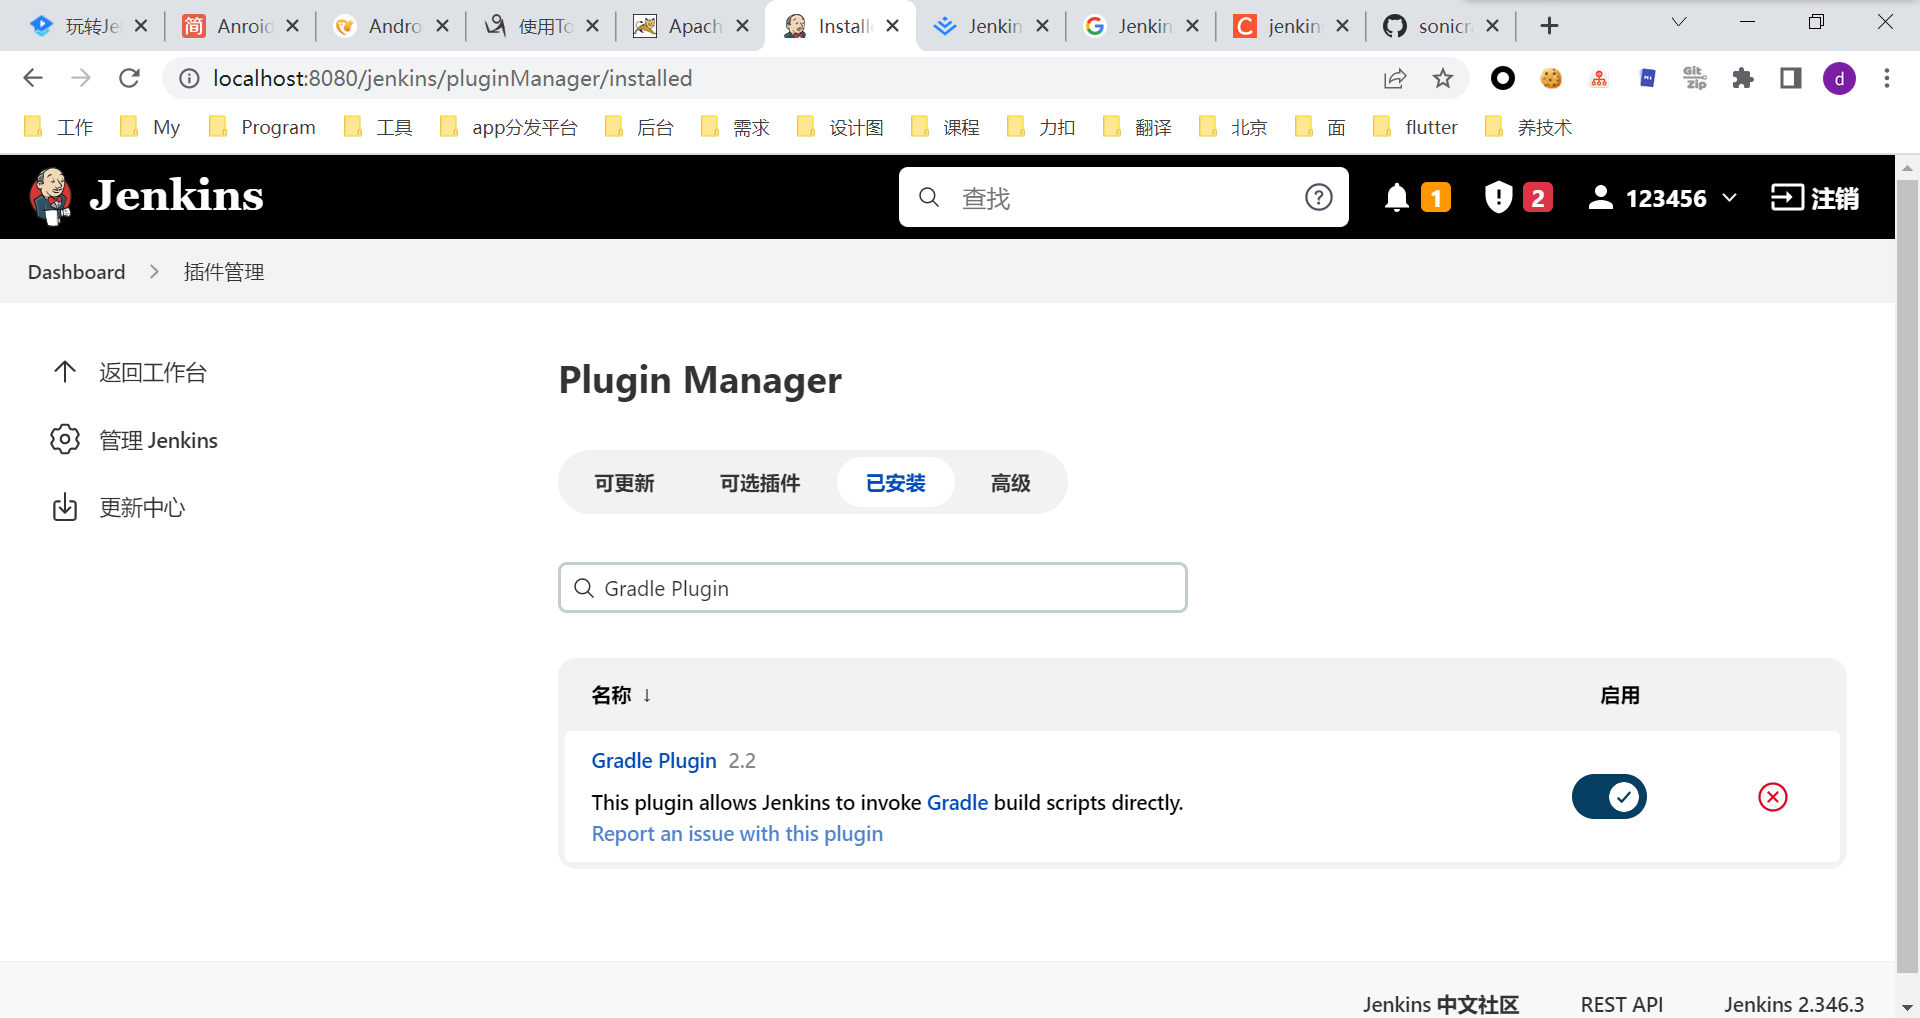 玩转Je
Anroid
Andro
使用To
Apach
Install
Jenkin
Jenkin
jenkin
sonicra
localhost:8080/jenkins/pluginManager/installed
Git Zip
d
工作 My Program 工具 app分发平台 后台 需求 设计图 课程 力扣 翻译 北京 面 flutter 养技术
Jenkins
查找
1
2
123456
注销
Dashboard
插件管理
返回工作台
管理 Jenkins
更新中心
Plugin Manager
可更新 可选插件 已安装 高级
Gradle Plugin
名称 ↓ 启用
Gradle Plugin 2.2
This plugin allows Jenkins to invoke Gradle build scripts directly.
Report an issue with this plugin
Jenkins 中文社区 REST API Jenkins 2.346.3